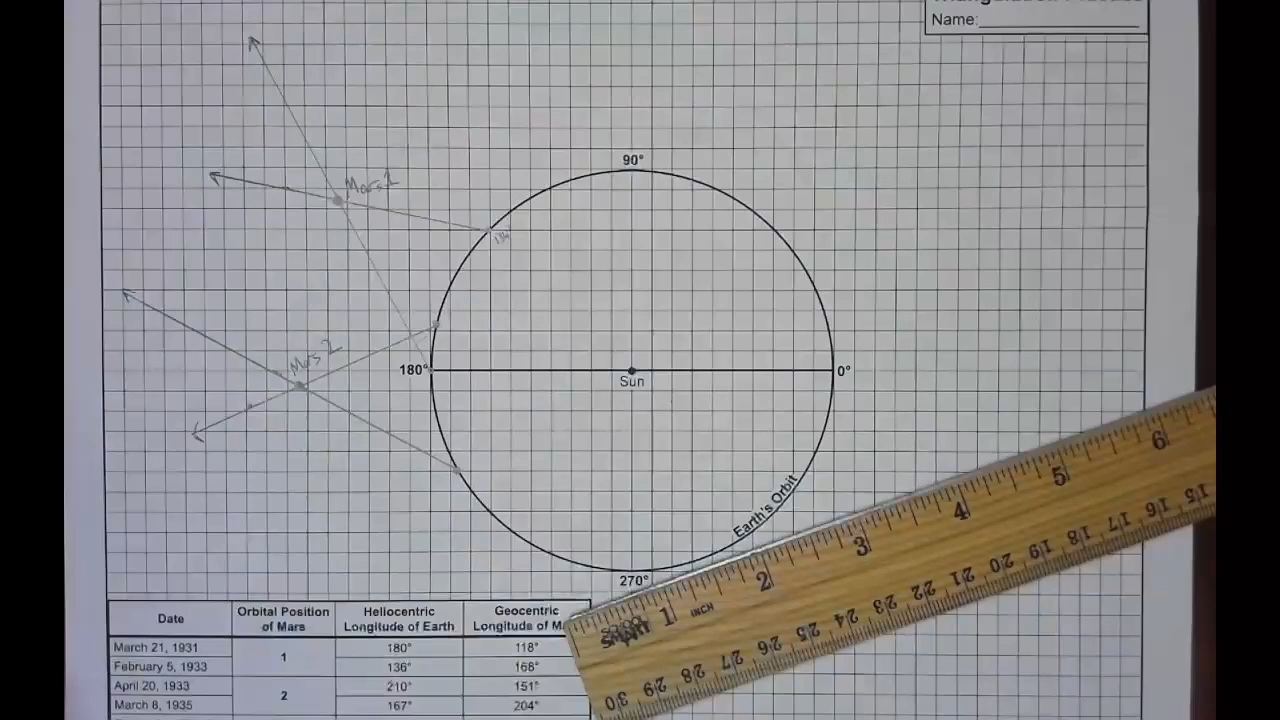 Name:
90°
Mars 1
136
Mars 2
180°
Sun
0°
Earth's Orbit
270°
1 2 3 4 5 6
INCH
SMART
30 29 28 27 26 25 24 23 22 21 20 19 18 17 16 15
Date Orbital Position of Mars Heliocentric Longitude of Earth Geocentric Longitude of
March 21, 1931 1 180° 118°
February 5, 1933 136° 168°
April 20, 1933 2 210° 151°
March 8, 1935 167° 204°